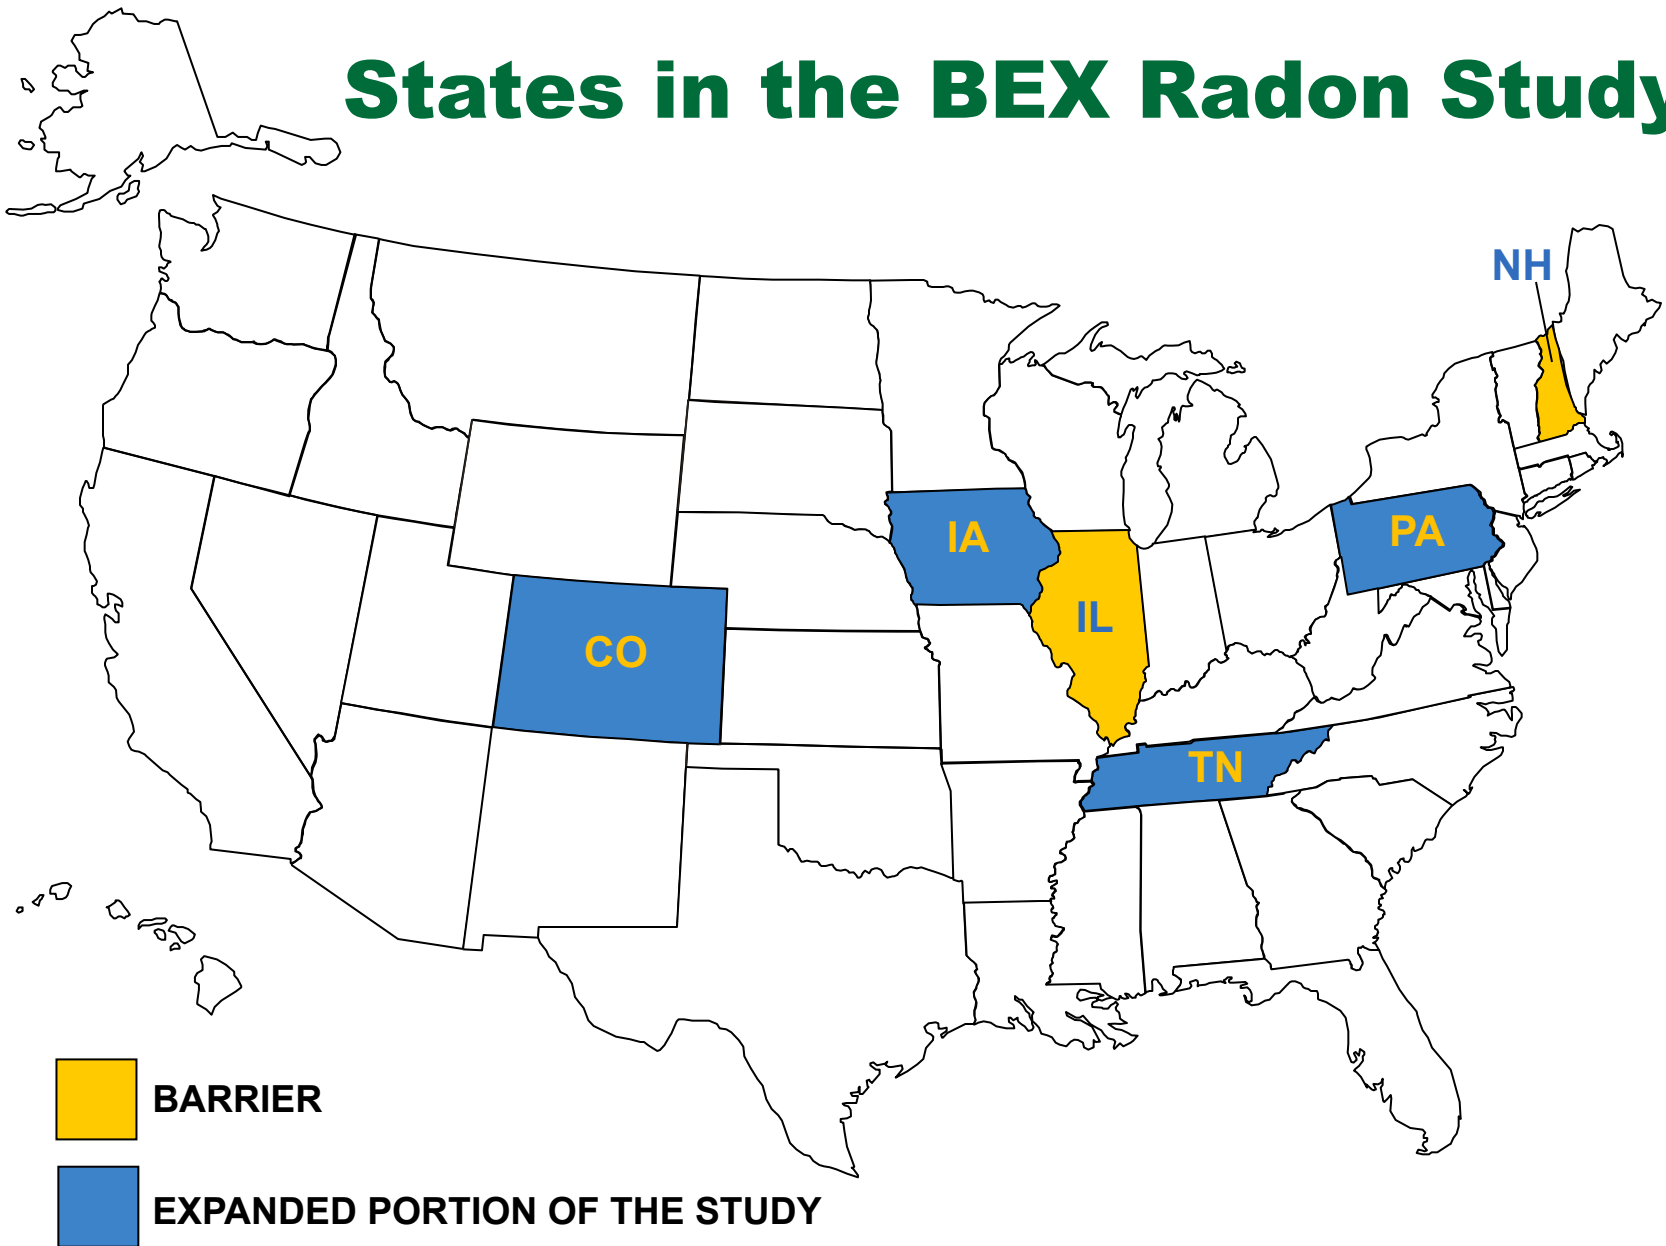 States in the BEX Radon Study
NH
IA
PA
IL
CO
TN
BARRIER
EXPANDED PORTION OF THE STUDY